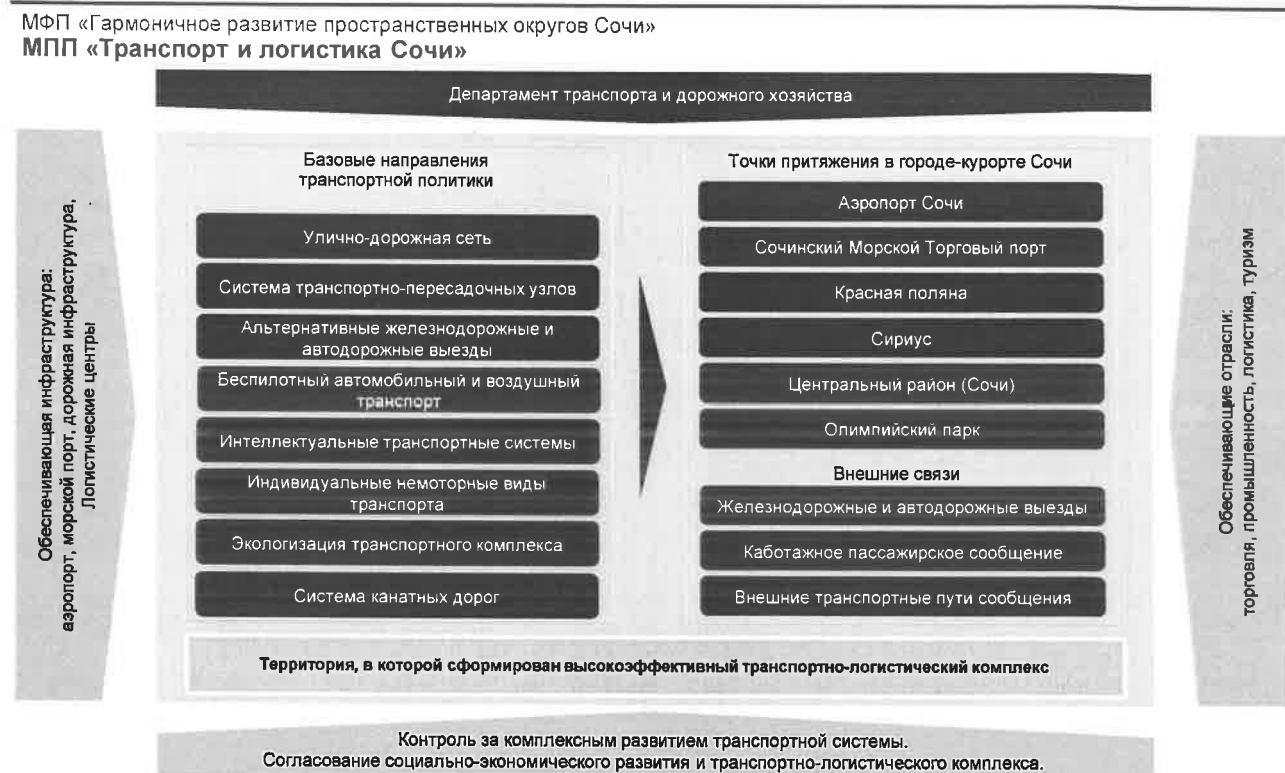 МФП «Гармоничное развитие пространственных округов Сочи»
МПП «Транспорт и логистика Сочи»
Департамент транспорта и дорожного хозяйства
Обеспечивающая инфраструктура:
аэропорт, морской порт, дорожная инфраструктура,
Логистические центры
Базовые направления
транспортной политики
Улично-дорожная сеть
Система транспортно-пересадочных узлов
Альтернативные железнодорожные и
автодорожные выезды
Беспилотный автомобильный и воздушный
транспорт
Интеллектуальные транспортные системы
Индивидуальные немоторные виды
транспорта
Экологизация транспортного комплекса
Система канатных дорог
Точки притяжения в городе-курорте Сочи
Аэропорт Сочи
Сочинский Морской Торговый порт
Красная поляна
Сириус
Центральный район (Сочи)
Олимпийский парк
Внешние связи
Железнодорожные и автодорожные выезды
Каботажное пассажирское сообщение
Внешние транспортные пути сообщения
Обеспечивающие отрасли:
торговля, промышленность, логистика, туризм
Территория, в которой сформирован высокоэффективный транспортно-логистический комплекс
Контроль за комплексным развитием транспортной системы.
Согласование социально-экономического развития и транспортно-логистического комплекса.